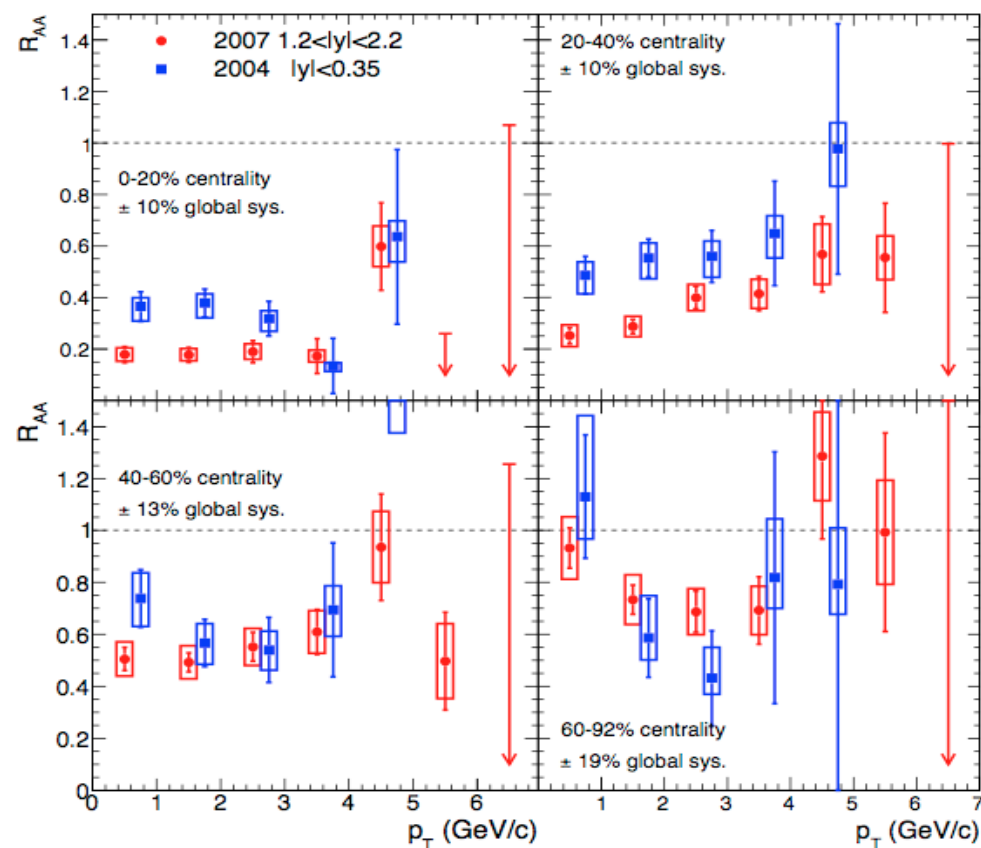 R_AA
1.4
1.2
1
0.8
0.6
0.4
0.2
2007 1.2<|y|<2.2
2004 |y|<0.35
0-20% centrality
± 10% global sys.
20-40% centrality
± 10% global sys.
R_AA
1.4
1.2
1
0.8
0.6
0.4
0.2
0
40-60% centrality
± 13% global sys.
60-92% centrality
± 19% global sys.
0 1 2 3 4 5 6 1 2 3 4 5 6 7
p_T (GeV/c) p_T (GeV/c)